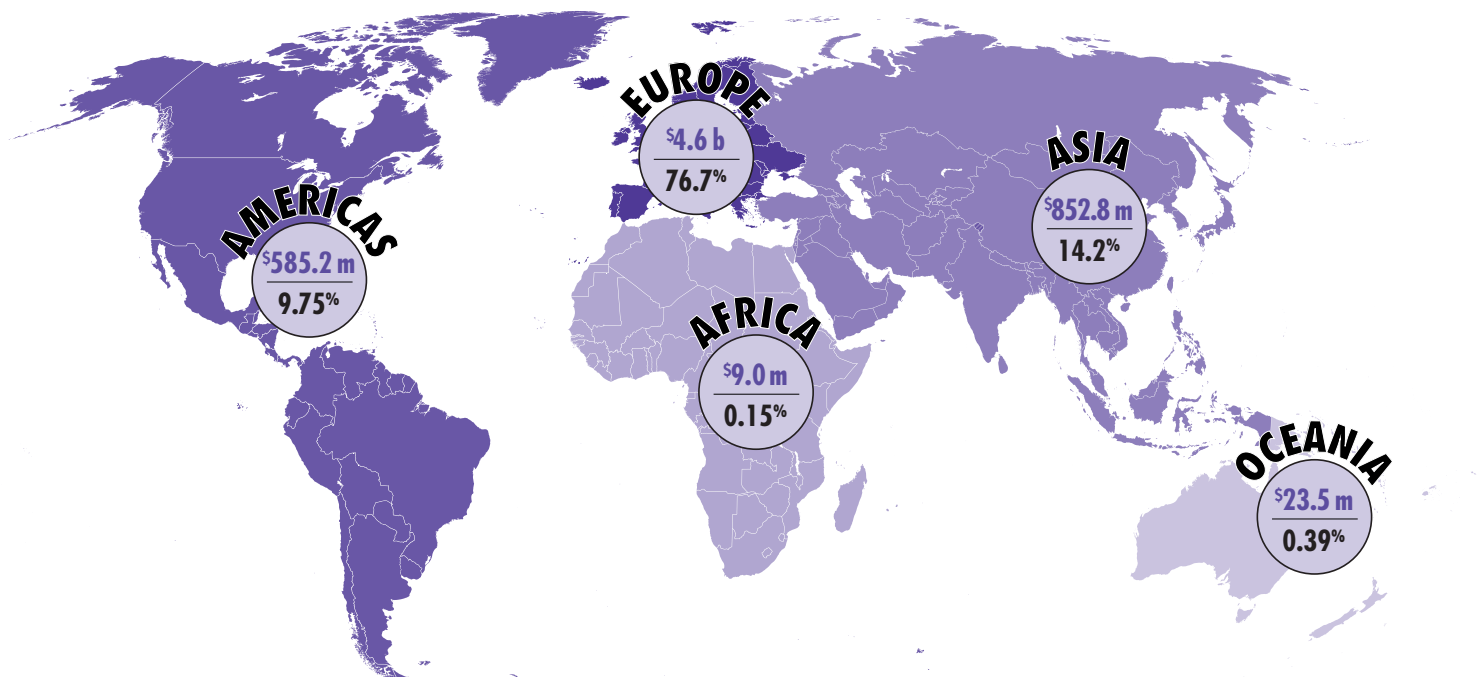 EUROPE
$4.6 b
76.7%
ASIA
$852.8 m
14.2%
AMERICAS
$585.2 m
9.75%
AFRICA
$9.0 m
0.15%
OCEANIA
$23.5 m
0.39%